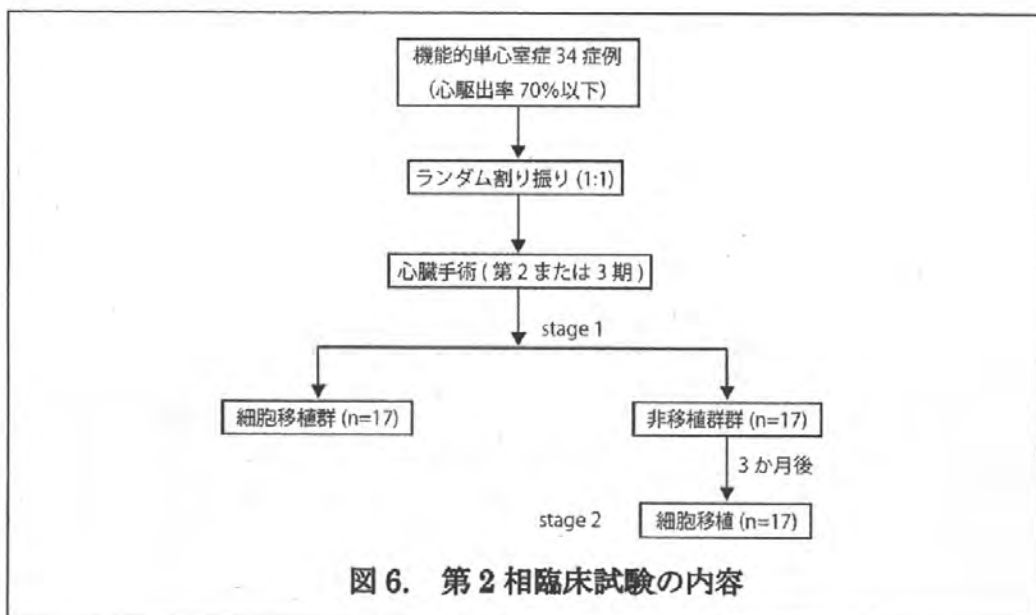 機能的単心室症 34 症例
（心駆出率 70%以下）
ランダム割り振り (1:1)
心臓手術 ( 第 2 または 3 期 )
stage 1
細胞移植群 (n=17)
非移植群群 (n=17)
3 か月後
stage 2
細胞移植 (n=17)
図 6. 第 2 相臨床試験の内容